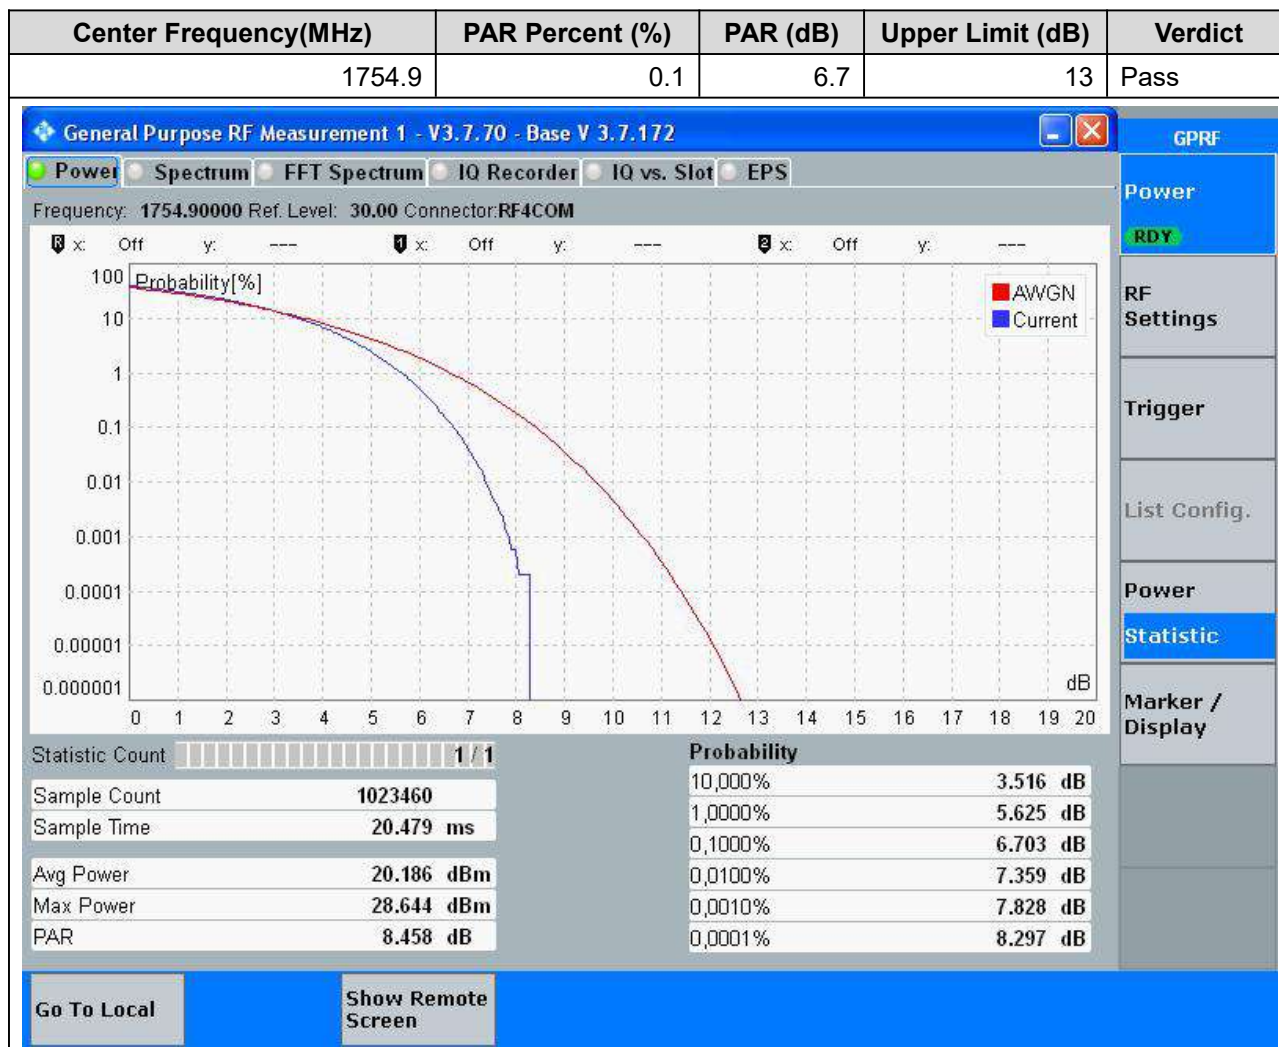 Center Frequency(MHz) PAR Percent (%) PAR (dB) Upper Limit (dB) Verdict
1754.9 0.1 6.7 13 Pass
General Purpose RF Measurement 1 - V3.7.70 - Base V 3.7.172
GPRF
Power Spectrum FFT Spectrum IQ Recorder IQ vs. Slot EPS
Frequency: 1754.90000 Ref. Level: 30.00 Connector:RF4COM
R x: Off y: --- 1 x: Off y: --- 2 x: Off y: ---
Probability[%]
100
10
1
0.1
0.01
0.001
0.0001
0.00001
0.000001
AWGN
Current
dB
0 1 2 3 4 5 6 7 8 9 10 11 12 13 14 15 16 17 18 19 20
Statistic Count 1 / 1
Sample Count 1023460
Sample Time 20.479 ms
Avg Power 20.186 dBm
Max Power 28.644 dBm
PAR 8.458 dB
Probability
10,000% 3.516 dB
1,0000% 5.625 dB
0,1000% 6.703 dB
0,0100% 7.359 dB
0,0010% 7.828 dB
0,0001% 8.297 dB
Power
RDY
RF
Settings
Trigger
List Config.
Power
Statistic
Marker /
Display
Go To Local
Show Remote
Screen